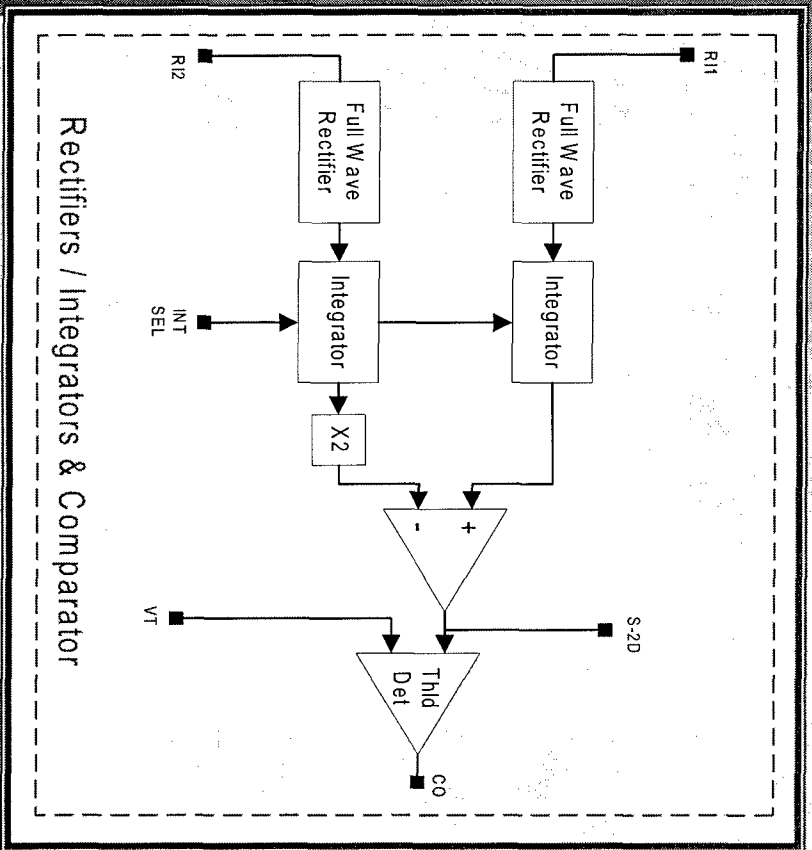 RI1
Full Wave
Rectifier
Integrator
S-2D
+
-
Thld
Det
CO
RI2
Full Wave
Rectifier
Integrator
X2
INT
SEL
VT
Rectifiers / Integrators & Comparator